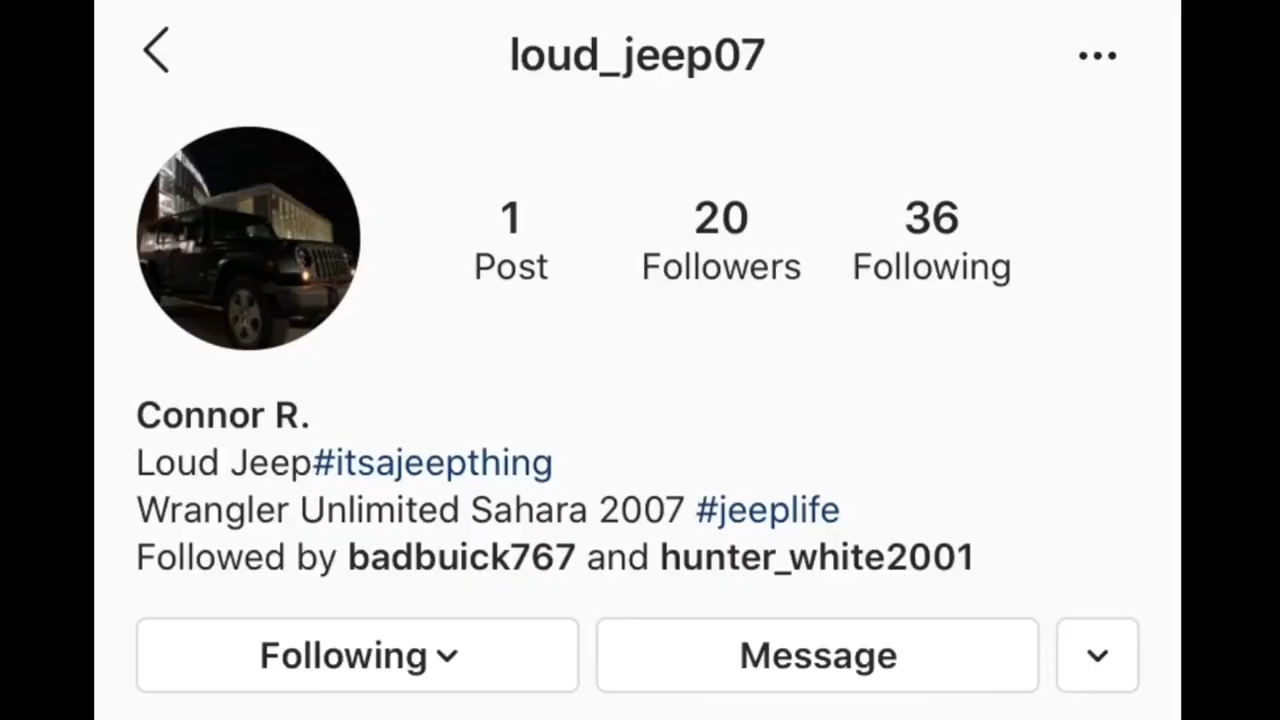 loud_jeep07
1 20 36
Post Followers Following
Connor R.
Loud Jeep#itsajeepthing
Wrangler Unlimited Sahara 2007 #jeeplife
Followed by badbuick767 and hunter_white2001
Following Message